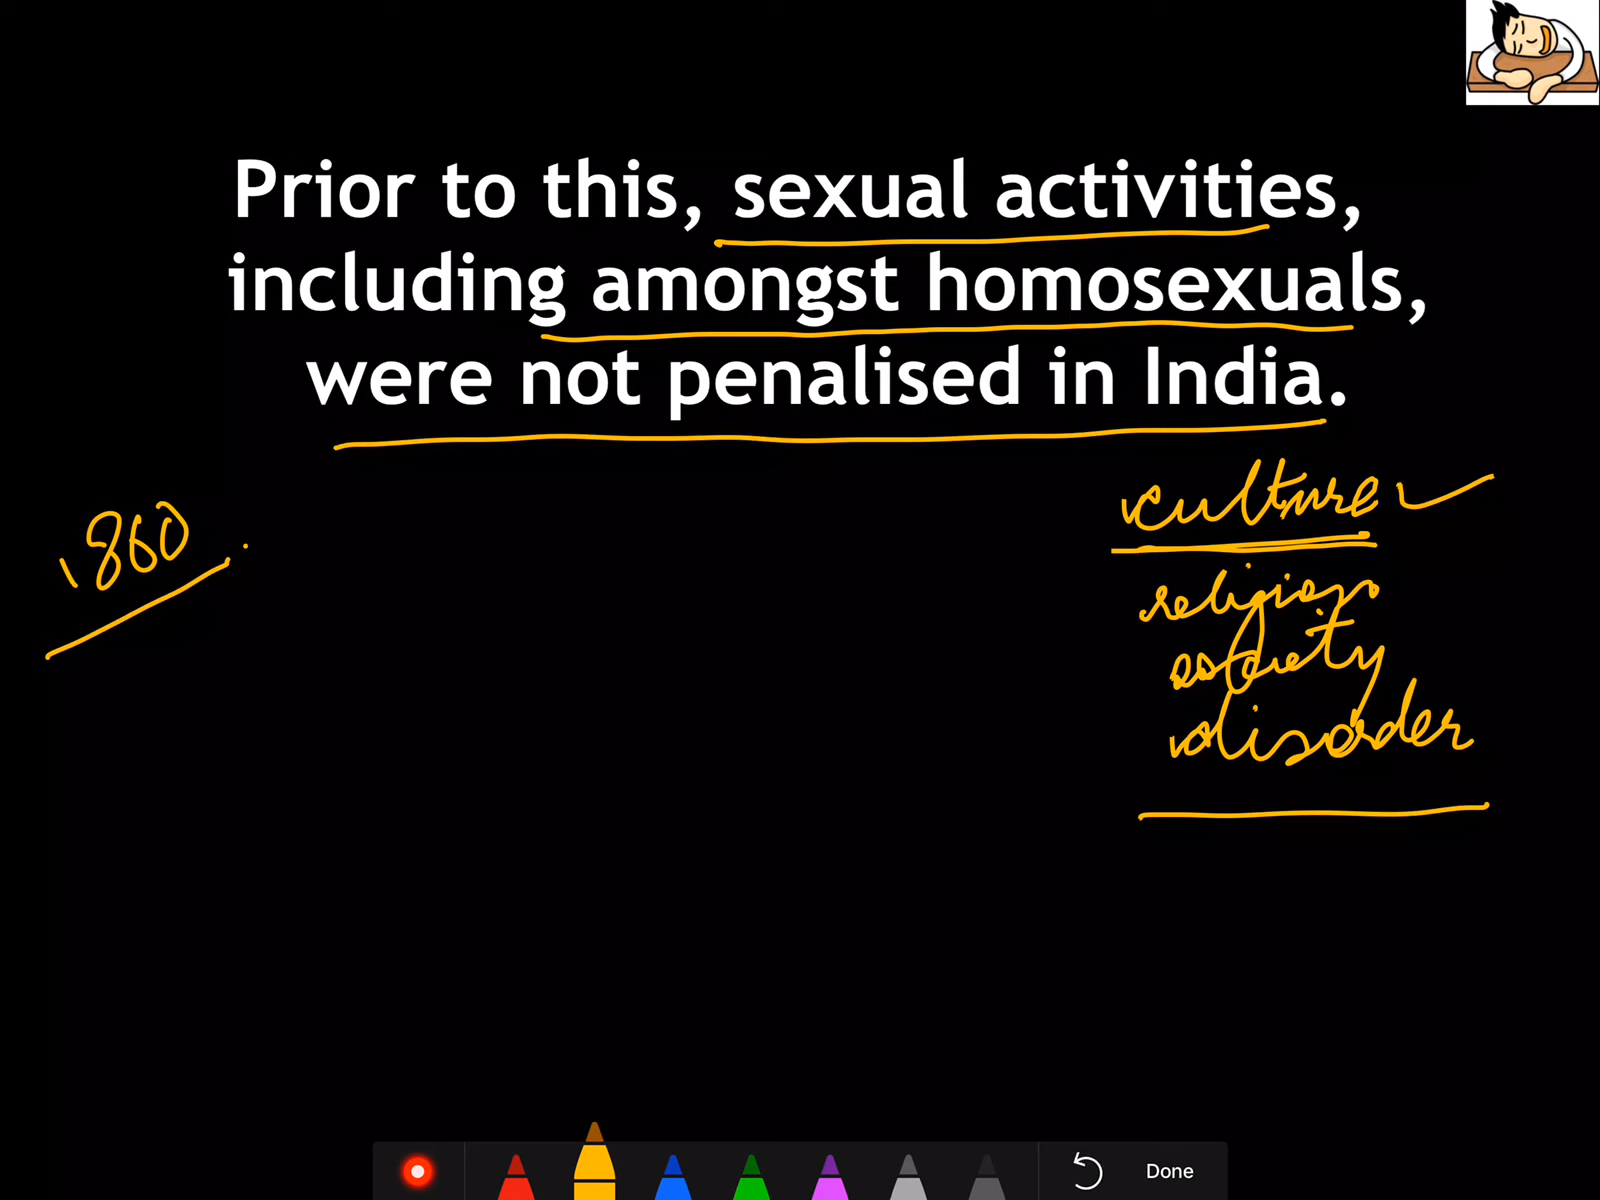 Prior to this, sexual activities,
including amongst homosexuals,
were not penalised in India.
1860
culture
religion
society
disorder
Done